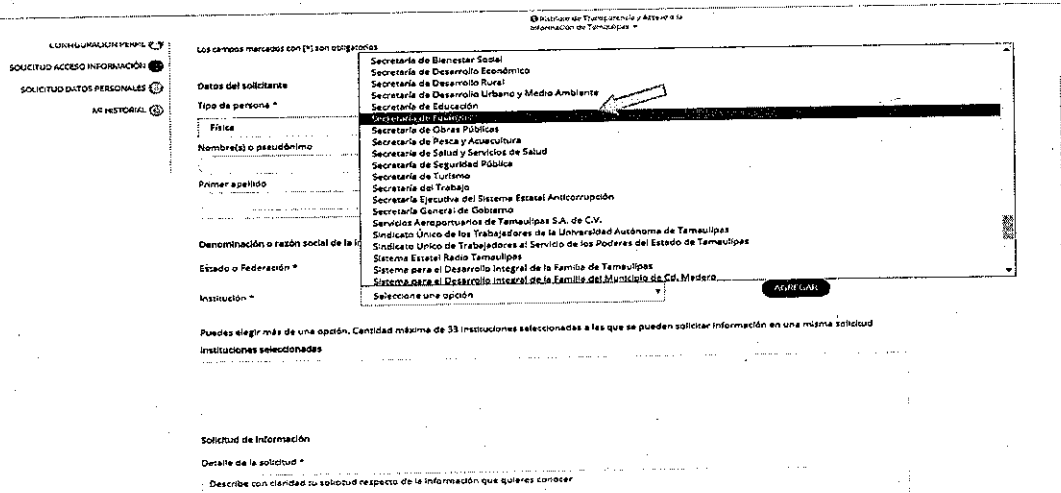 Instituto de Transparencia y Acceso a la
Información de Tamaulipas
CONFIGURACIÓN PERFIL
SOLICITUD ACCESO INFORMACIÓN
SOLICITUD DATOS PERSONALES
MI HISTORIAL
Los campos marcados con [*] son obligatorios
Datos del solicitante
Tipo de persona *
Física
Nombre(s) o pseudónimo
Primer apellido
Denominación o razón social de la
Estado o Federación *
Institución *
Secretaría de Bienestar Social
Secretaría de Desarrollo Económico
Secretaría de Desarrollo Rural
Secretaría de Desarrollo Urbano y Medio Ambiente
Secretaría de Educación
Secretaría de Finanzas
Secretaría de Obras Públicas
Secretaría de Pesca y Acuacultura
Secretaría de Salud y Servicios de Salud
Secretaría de Seguridad Pública
Secretaría de Turismo
Secretaría del Trabajo
Secretaría Ejecutiva del Sistema Estatal Anticorrupción
Secretaría General de Gobierno
Servicios Aeroportuarios de Tamaulipas S.A. de C.V.
Sindicato Único de los Trabajadores de la Universidad Autónoma de Tamaulipas
Sindicato Unico de Trabajadores al Servicio de los Poderes del Estado de Tamaulipas
Sistema Estatal Radio Tamaulipas
Sistema para el Desarrollo Integral de la Familia de Tamaulipas
Sistema para el Desarrollo Integral de la Familia del Municipio de Cd. Madero
Seleccione una opción
AGREGAR
Puedes elegir más de una opción. Cantidad máxima de 33 instituciones seleccionadas a las que se pueden solicitar información en una misma solicitud
Instituciones seleccionadas
Solicitud de información
Detalle de la solicitud *
Describe con claridad tu solicitud respecto de la información que quieres conocer